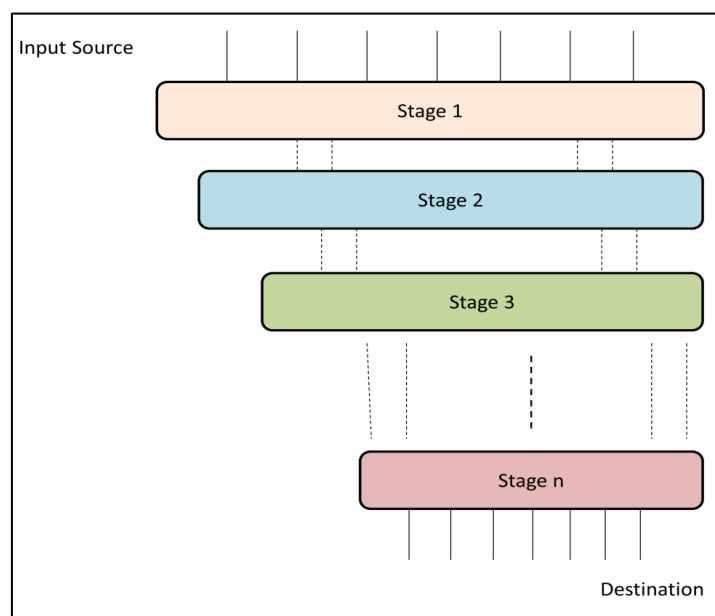 Input Source
Stage 1
Stage 2
Stage 3
Stage n
Destination